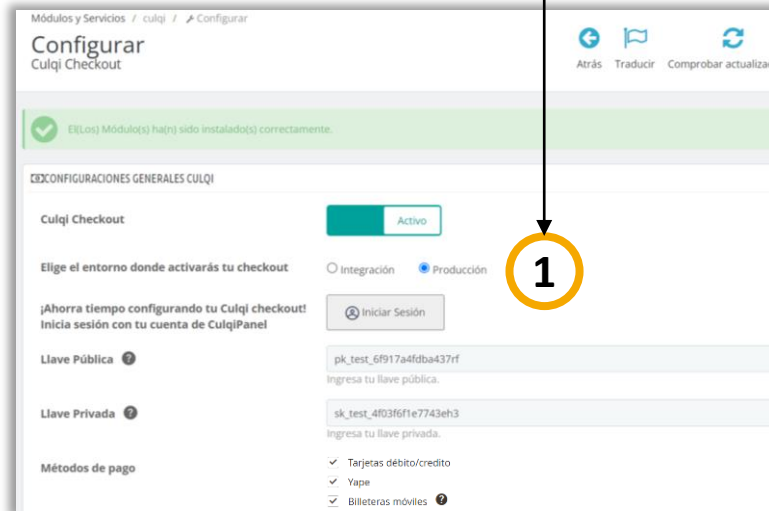 Módulos y Servicios / culqi / Configurar
Configurar
Culqi Checkout
Atrás Traducir Comprobar actualiza
El(Los) Módulo(s) ha(n) sido instalado(s) correctamente.
CONFIGURACIONES GENERALES CULQI
Culqi Checkout
Activo
Elige el entorno donde activarás tu checkout
Integración Producción
1
¡Ahorra tiempo configurando tu Culqi checkout!
Inicia sesión con tu cuenta de CulqiPanel
Iniciar Sesión
Llave Pública ?
pk_test_6f917a4fdba437rf
Ingresa tu llave pública.
Llave Privada ?
sk_test_4f03f6f1e7743eh3
Ingresa tu llave privada.
Métodos de pago
Tarjetas débito/credito
Yape
Billeteras móviles ?